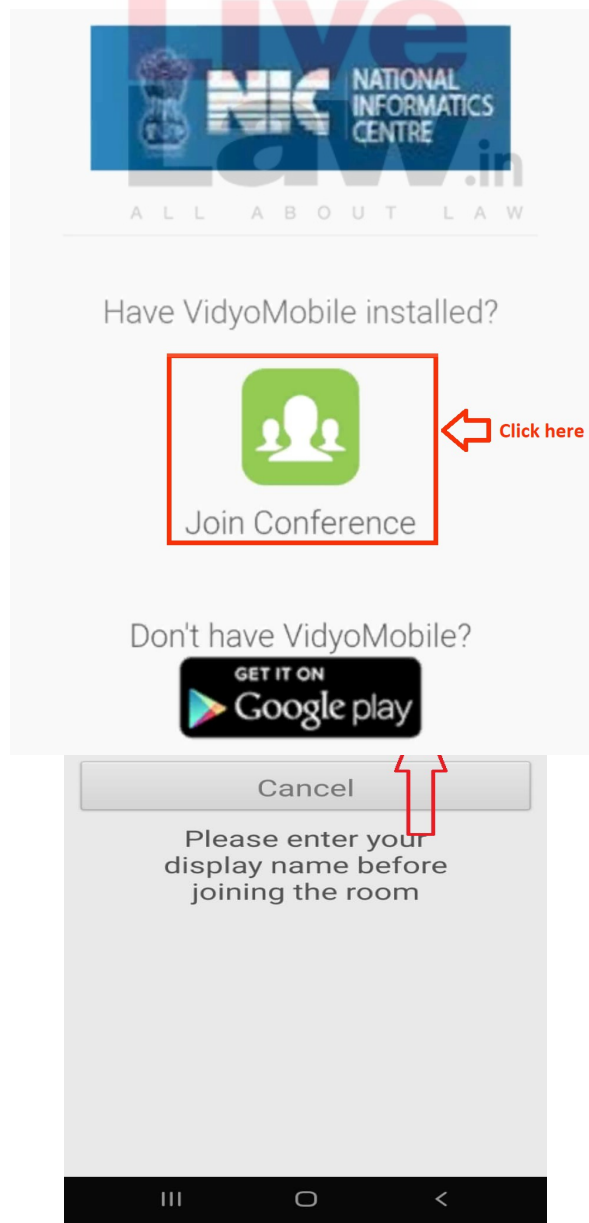 Live
Law.in
ALL ABOUT LAW
NIC
NATIONAL
INFORMATICS
CENTRE
Have VidyoMobile installed?
Click here
Join Conference
Don't have VidyoMobile?
GET IT ON
Google play
Cancel
Please enter your
display name before
joining the room